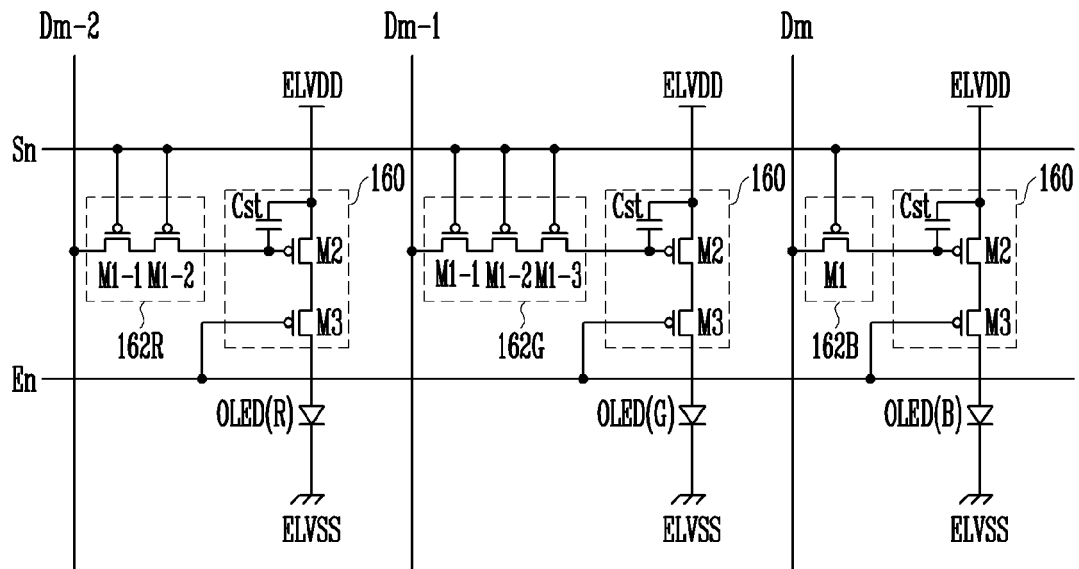 Dm-2 Dm-1 Dm
ELVDD ELVDD ELVDD
Sn
160 160 160
Cst Cst Cst
M2 M2 M2
M1-1 M1-2 M1-1 M1-2 M1-3 M1
M3 M3 M3
162R 162G 162B
En
OLED(R) OLED(G) OLED(B)
ELVSS ELVSS ELVSS